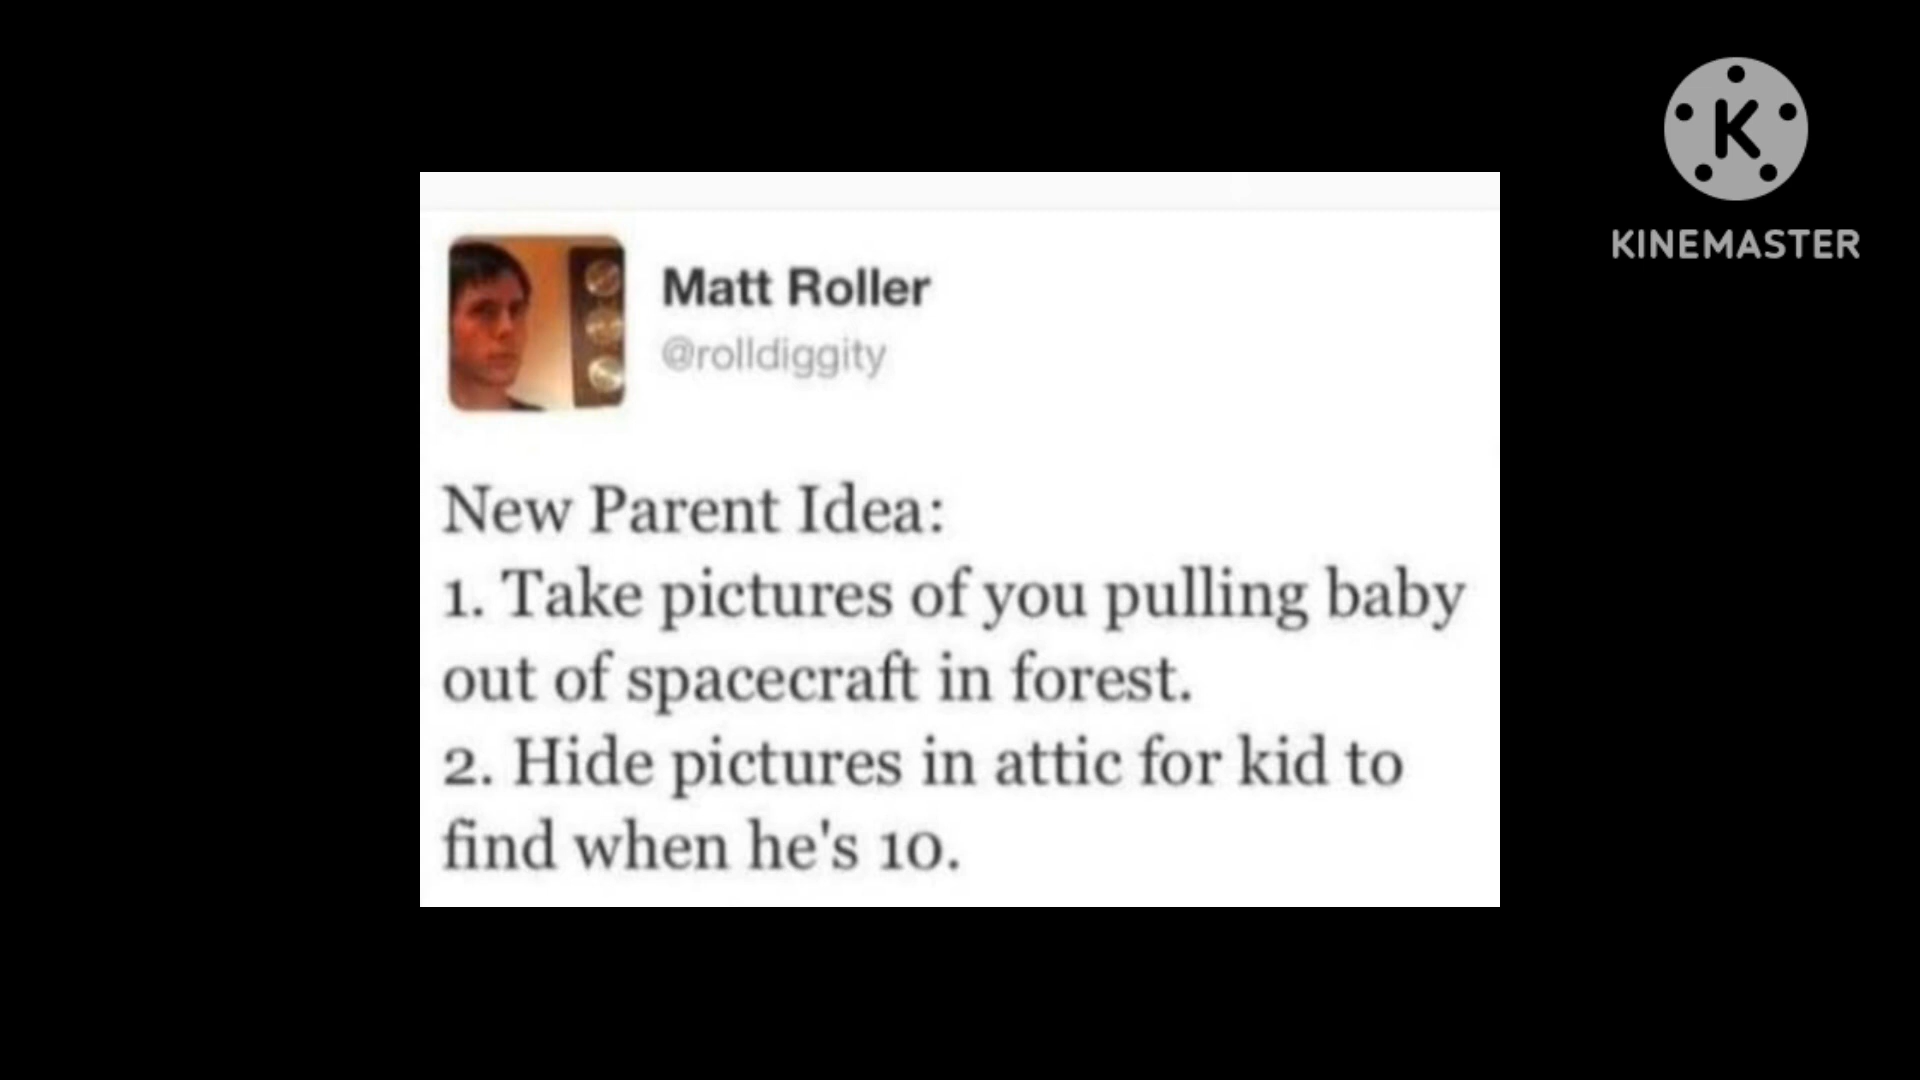 K
KINEMASTER
Matt Roller
@rolldiggity
New Parent Idea:
1. Take pictures of you pulling baby
out of spacecraft in forest.
2. Hide pictures in attic for kid to
find when he's 10.